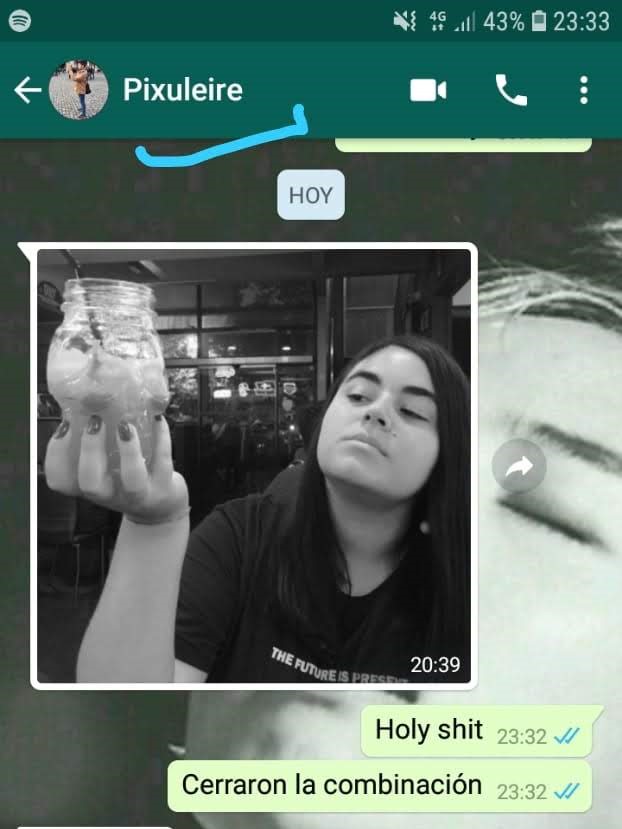 4G 43% 23:33
Pixuleire
HOY
THE FUTURE IS PRESENT
20:39
Holy shit 23:32
Cerraron la combinación 23:32